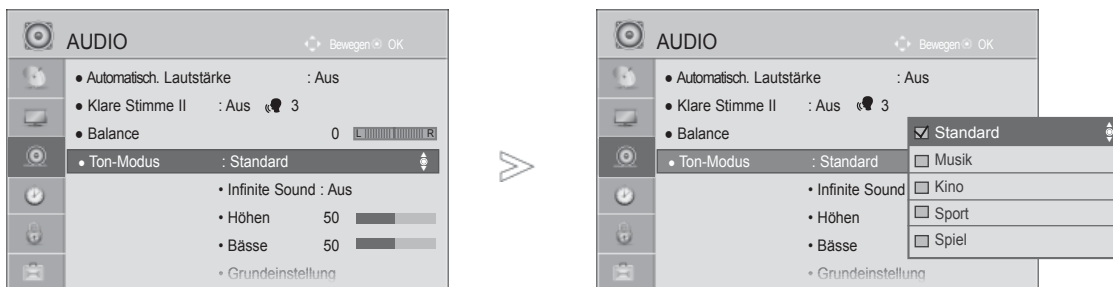 AUDIO
Bewegen OK
● Automatisch. Lautstärke : Aus
● Klare Stimme II : Aus 3
● Balance 0 L R
● Ton-Modus : Standard
• Infinite Sound : Aus
• Höhen 50
• Bässe 50
• Grundeinstellung
AUDIO
Bewegen OK
● Automatisch. Lautstärke : Aus
● Klare Stimme II : Aus 3
● Balance
● Ton-Modus : Standard
• Infinite Sound
• Höhen
• Bässe
• Grundeinstellung
Standard
Musik
Kino
Sport
Spiel